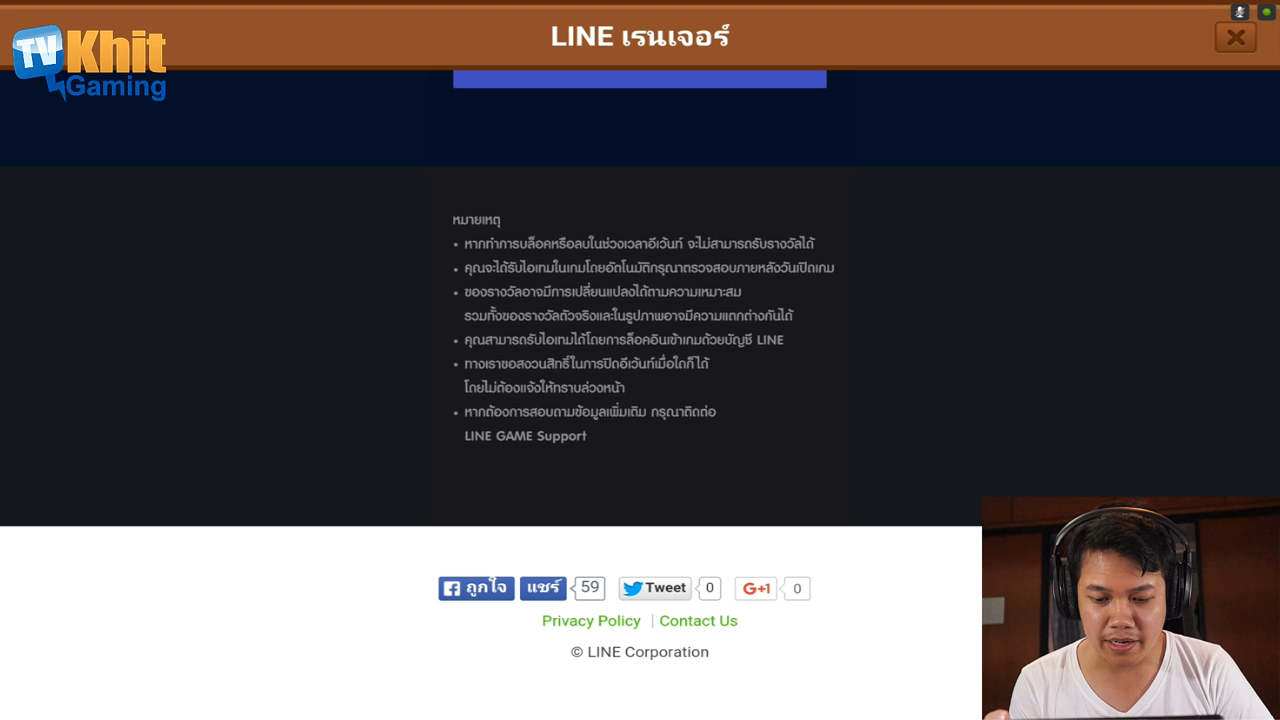 LINE เรนเจอร์
TV Khit
Gaming
หมายเหตุ
• หากทำการบล็อคหรือลบในช่วงเวลาอีเว้นท์ จะไม่สามารถรับรางวัลได้
• คุณจะได้รับไอเทมในเกมโดยอัตโนมัติกรุณาตรวจสอบภายหลังวันเปิดเกม
• ของรางวัลอาจมีการเปลี่ยนแปลงได้ตามความเหมาะสม
รวมทั้งของรางวัลตัวจริงและในรูปภาพอาจมีความแตกต่างกันได้
• คุณสามารถรับไอเทมได้โดยการล็อคอินเข้าเกมด้วยบัญชี LINE
• ทางเราขอสงวนสิทธิ์ในการปิดอีเว้นท์เมื่อใดก็ได้
โดยไม่ต้องแจ้งให้ทราบล่วงหน้า
• หากต้องการสอบถามข้อมูลเพิ่มเติม กรุณาติดต่อ
LINE GAME Support
ถูกใจ แชร์ 59 Tweet 0 G+1 0
Privacy Policy | Contact Us
© LINE Corporation